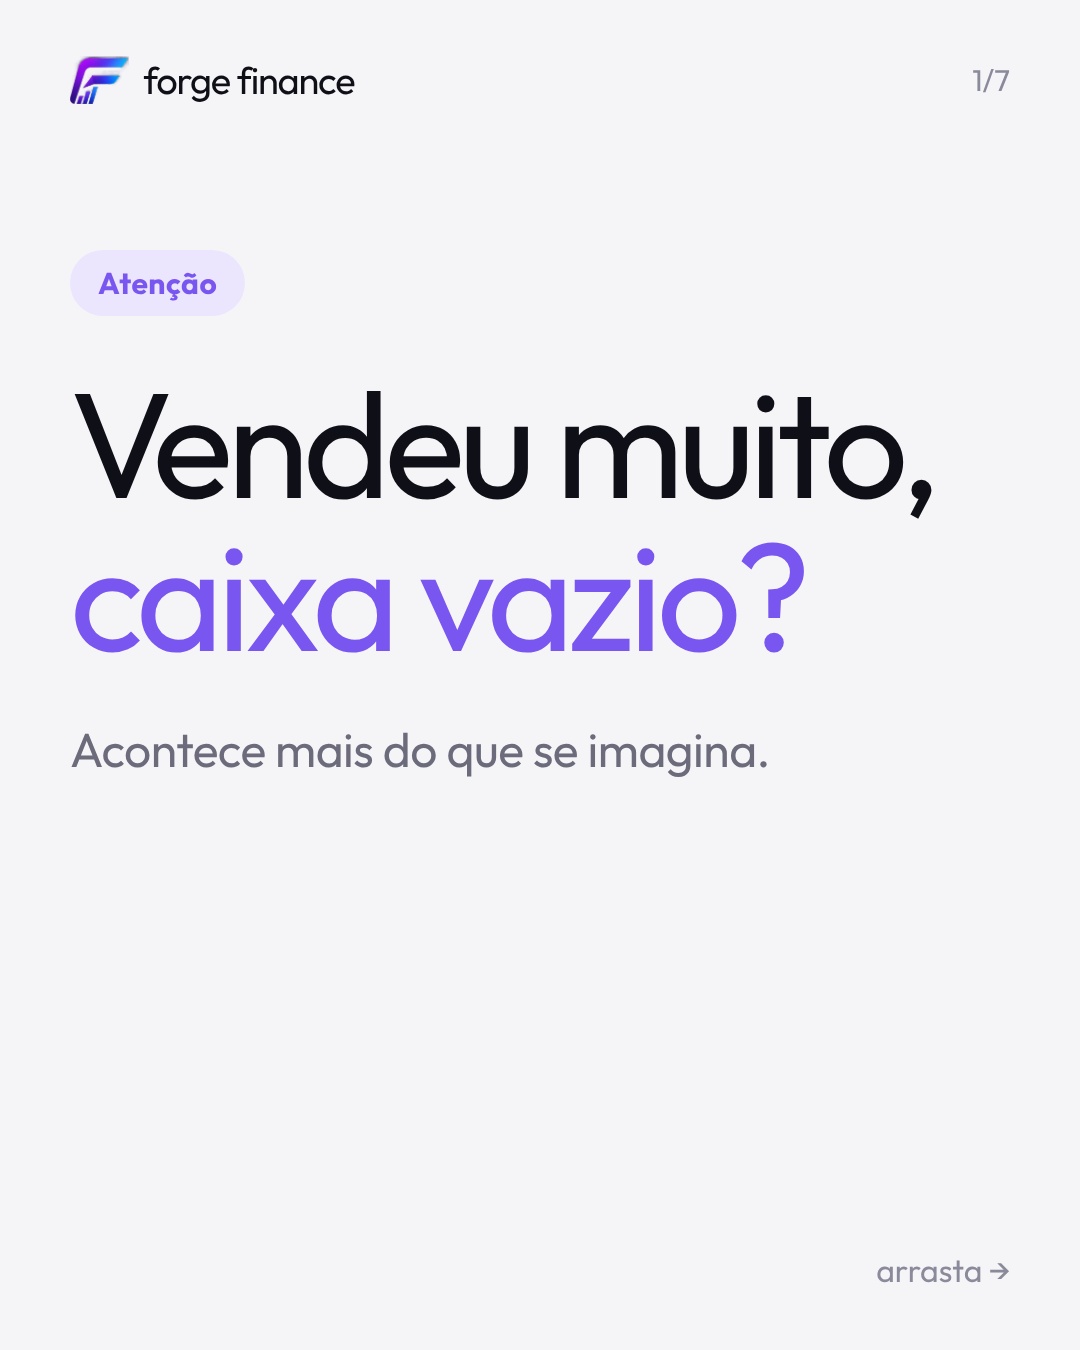 forge finance
1/7
Atenção
Vendeu muito,
caixa vazio?
Acontece mais do que se imagina.
arrasta →